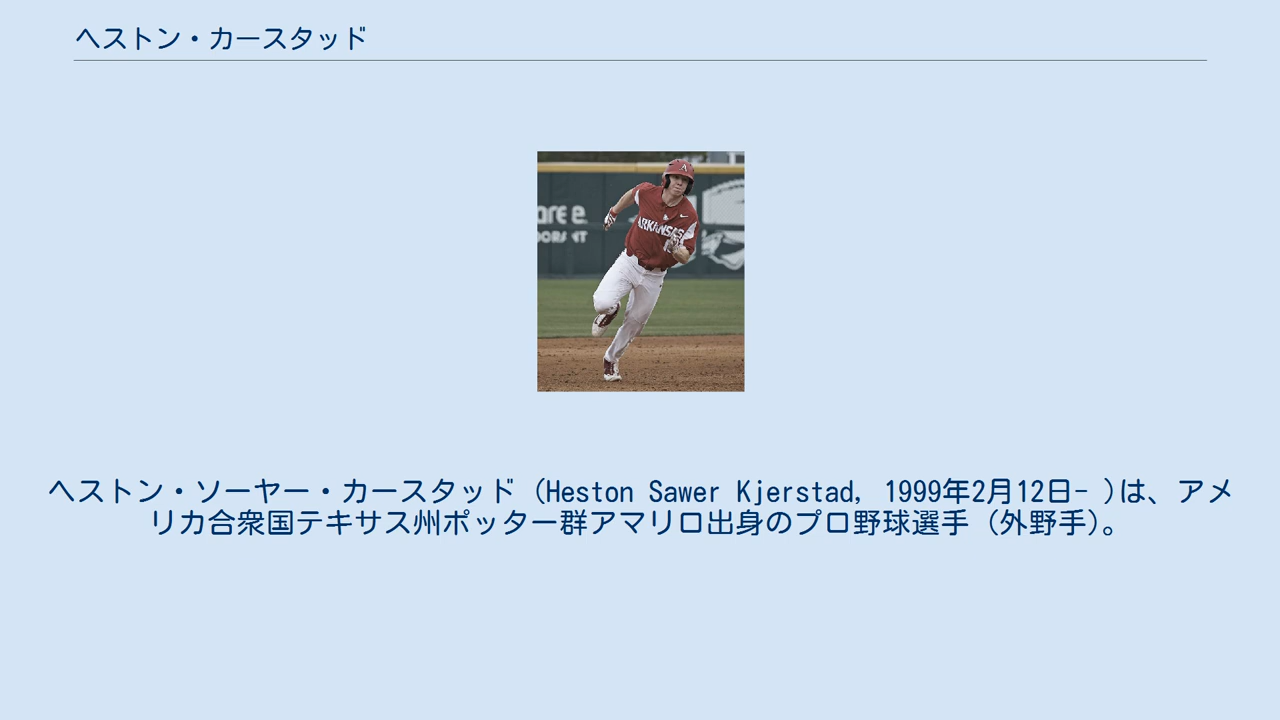 ヘストン・カースタッド
A
ARKANSAS
are e.
ヘストン・ソーヤー・カースタッド (Heston Sawer Kjerstad, 1999年2月12日- )は、アメ
リカ合衆国テキサス州ポッター群アマリロ出身のプロ野球選手 (外野手)。